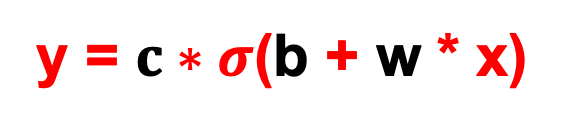 y = c * σ(b + w * x)